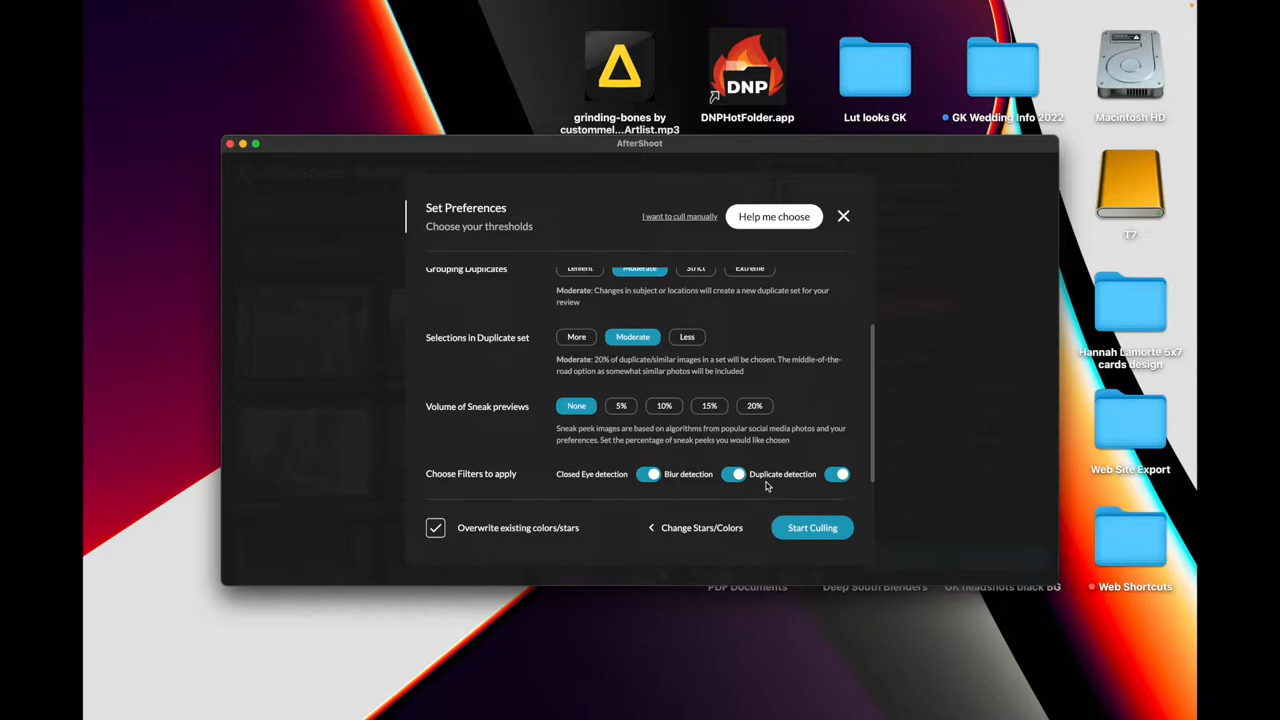 DNP
grinding-bones by
custommel...Artlist.mp3
DNPHotFolder.app
Lut looks GK
GK Wedding Info 2022
Macintosh HD
AfterShoot
Set Preferences
Choose your thresholds
I want to cull manually
Help me choose
T7
Grouping Duplicates
Lenient
Moderate
Strict
Extreme
Moderate: Changes in subject or locations will create a new duplicate set for your
review
Selections in Duplicate set
More
Moderate
Less
Moderate: 20% of duplicate/similar images in a set will be chosen. The middle-of-the-
road option as somewhat similar photos will be included
Hannah Lamorte 5x7
cards design
Volume of Sneak previews
None
5%
10%
15%
20%
Sneak peek images are based on algorithms from popular social media photos and your
preferences. Set the percentage of sneak peeks you would like chosen
Choose Filters to apply
Closed Eye detection
Blur detection
Duplicate detection
Web Site Export
Overwrite existing colors/stars
Change Stars/Colors
Start Culling
PDF Documents
Deep South Blenders
GK headshots black BG
Web Shortcuts